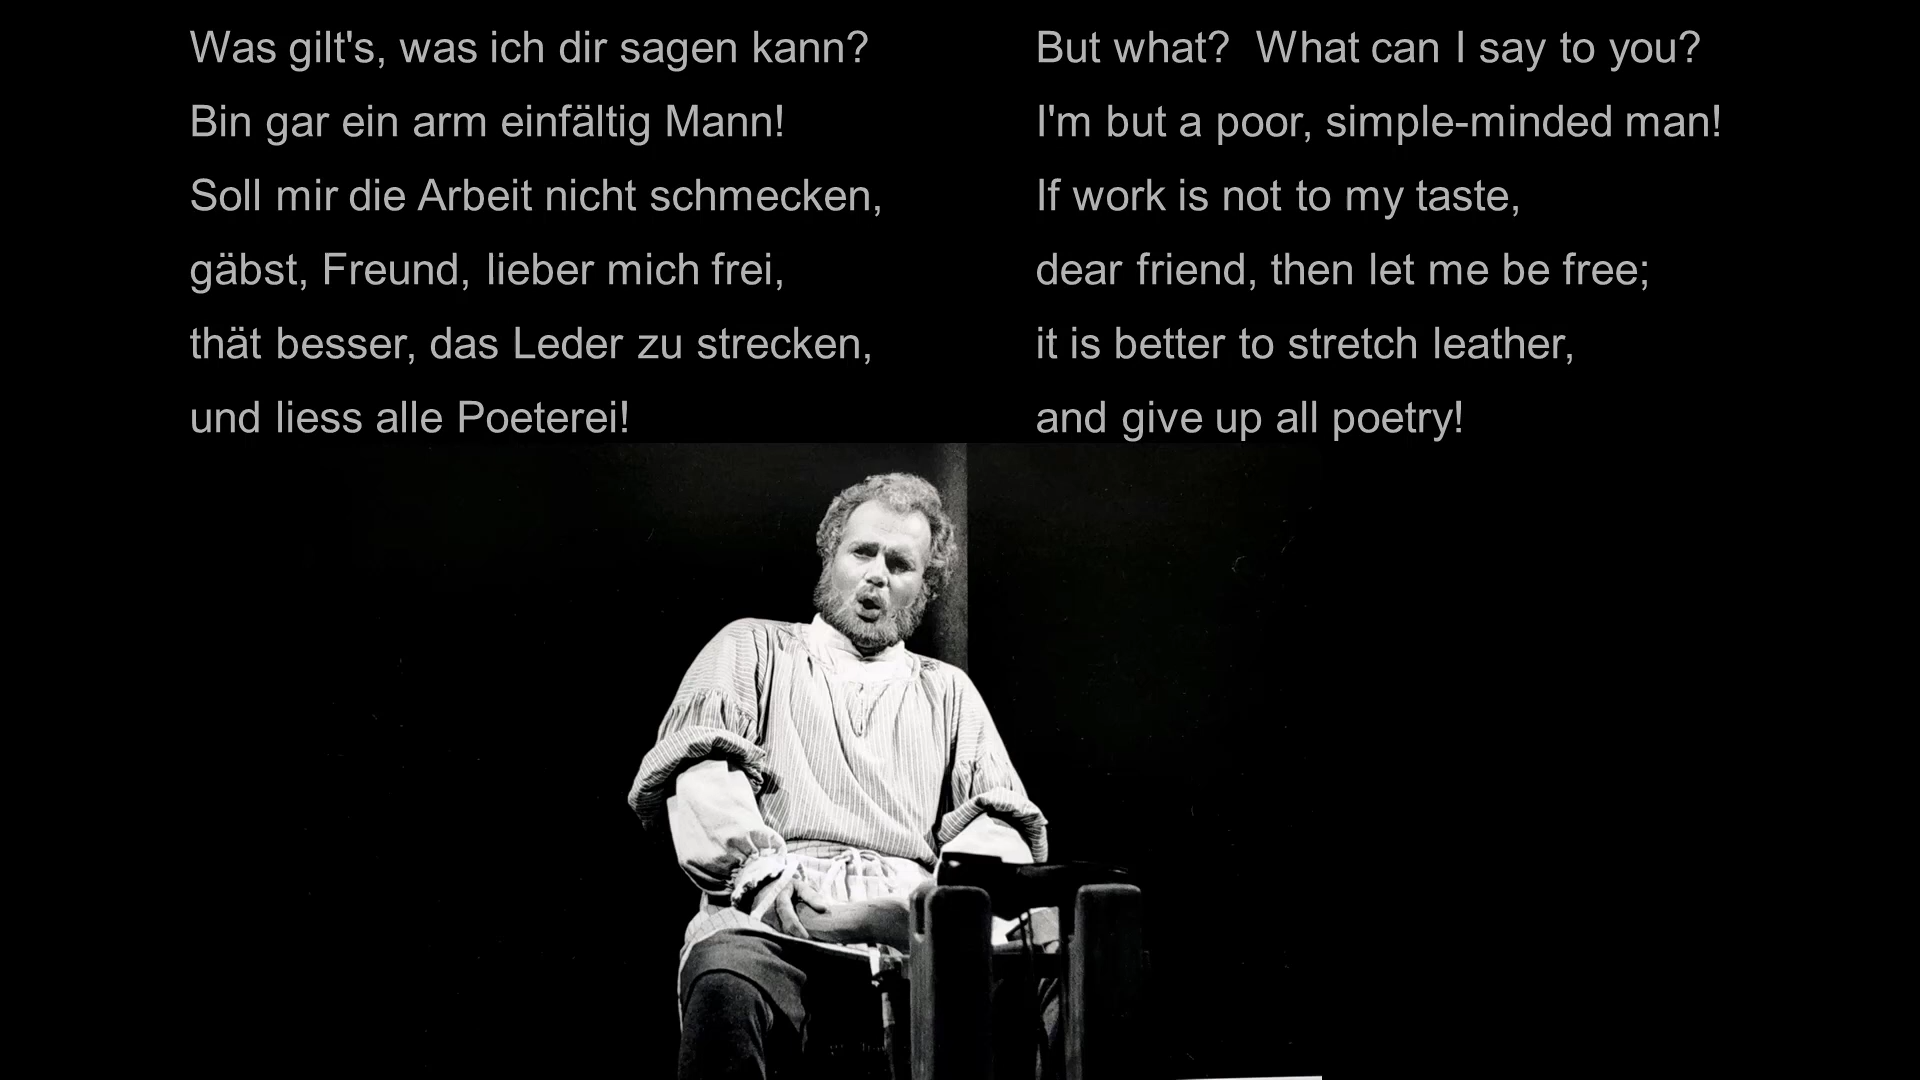 Was gilt's, was ich dir sagen kann?
Bin gar ein arm einfältig Mann!
Soll mir die Arbeit nicht schmecken,
gäbst, Freund, lieber mich frei,
thät besser, das Leder zu strecken,
und liess alle Poeterei!
But what?  What can I say to you?
I'm but a poor, simple-minded man!
If work is not to my taste,
dear friend, then let me be free;
it is better to stretch leather,
and give up all poetry!